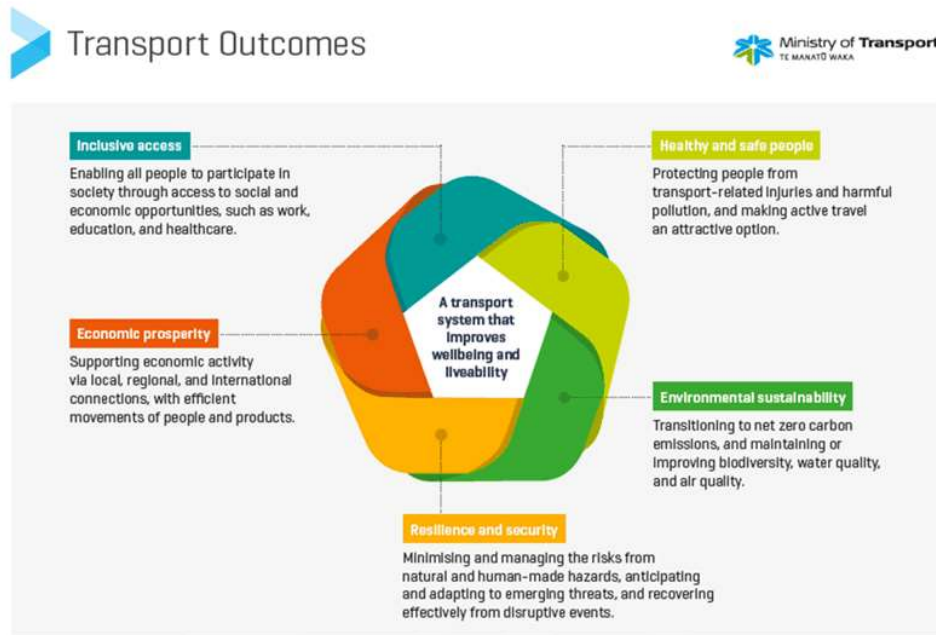 Transport Outcomes
Ministry of Transport
TE MANATŪ WAKA
Inclusive access
Enabling all people to participate in
society through access to social and
economic opportunities, such as work,
education, and healthcare.
Healthy and safe people
Protecting people from
transport-related injuries and harmful
pollution, and making active travel
an attractive option.
A transport
system that
improves
wellbeing and
liveability
Economic prosperity
Supporting economic activity
via local, regional, and international
connections, with efficient
movements of people and products.
Environmental sustainability
Transitioning to net zero carbon
emissions, and maintaining or
improving biodiversity, water quality,
and air quality.
Resilience and security
Minimising and managing the risks from
natural and human-made hazards, anticipating
and adapting to emerging threats, and recovering
effectively from disruptive events.